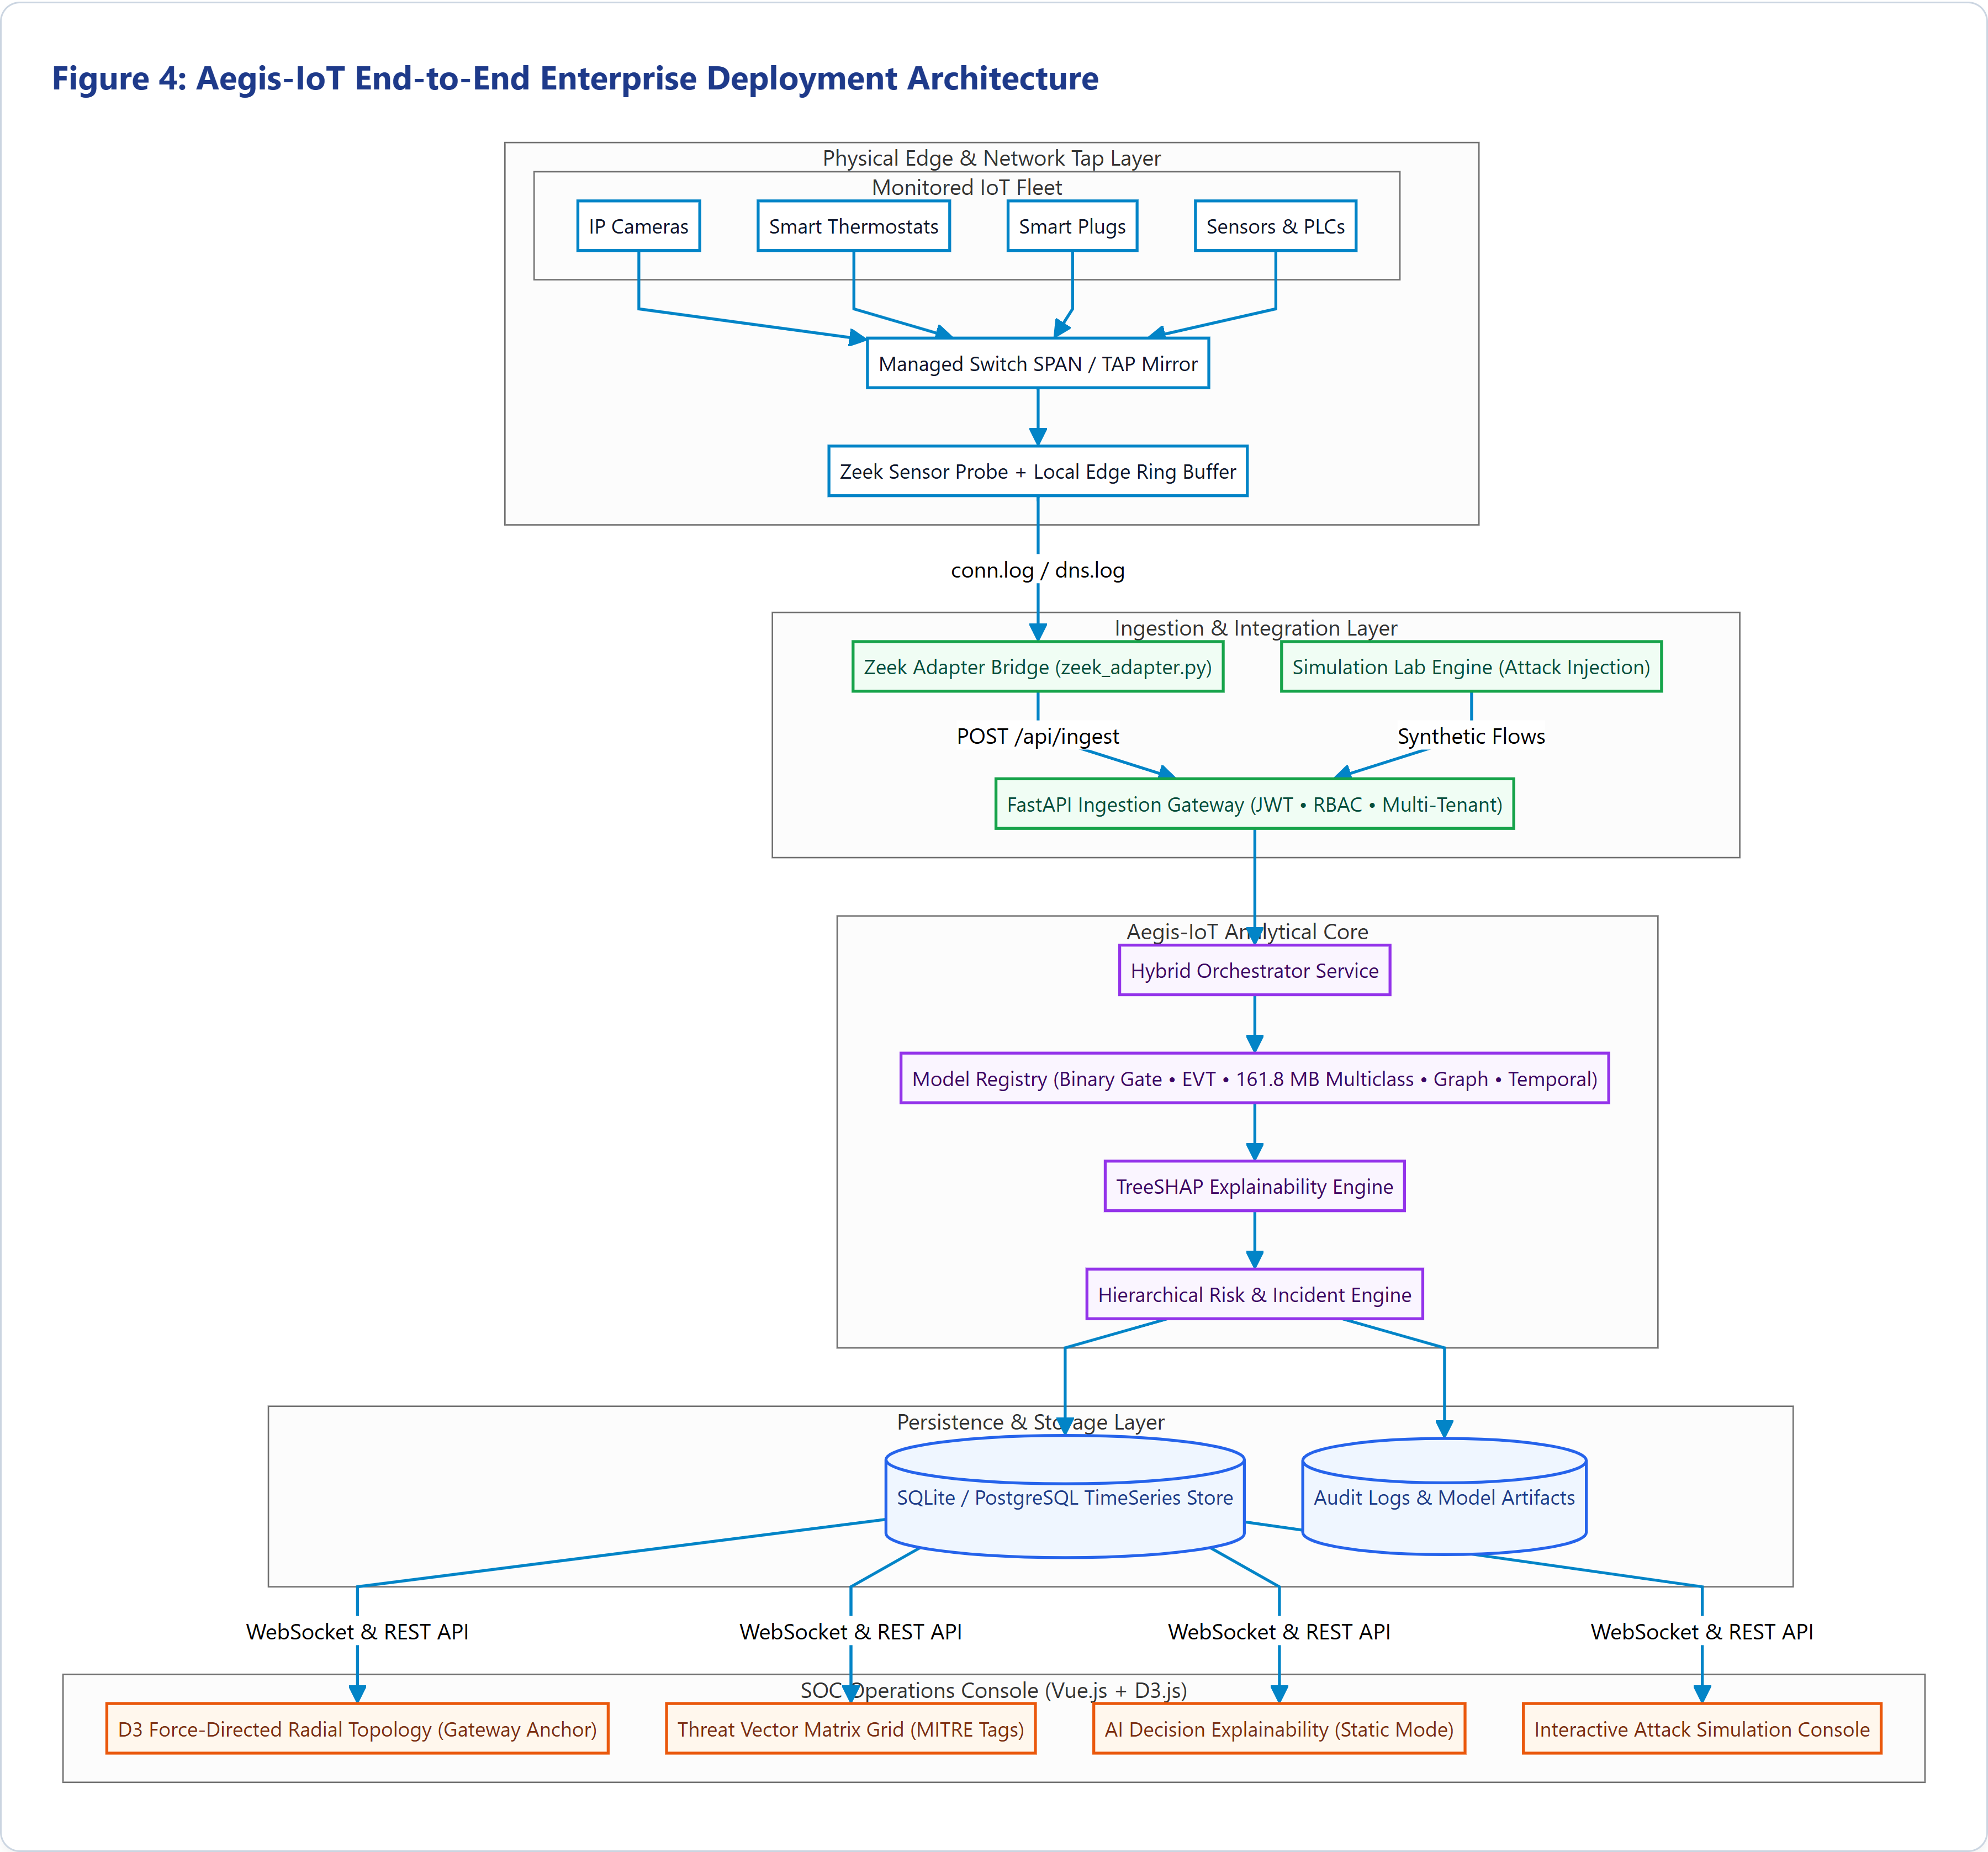 Figure 4: Aegis-IoT End-to-End Enterprise Deployment Architecture
Physical Edge & Network Tap Layer
Monitored IoT Fleet
IP Cameras
Smart Thermostats
Smart Plugs
Sensors & PLCs
Managed Switch SPAN / TAP Mirror
Zeek Sensor Probe + Local Edge Ring Buffer
conn.log / dns.log
Ingestion & Integration Layer
Zeek Adapter Bridge (zeek_adapter.py)
Simulation Lab Engine (Attack Injection)
POST /api/ingest
Synthetic Flows
FastAPI Ingestion Gateway (JWT • RBAC • Multi-Tenant)
Aegis-IoT Analytical Core
Hybrid Orchestrator Service
Model Registry (Binary Gate • EVT • 161.8 MB Multiclass • Graph • Temporal)
TreeSHAP Explainability Engine
Hierarchical Risk & Incident Engine
Persistence & Storage Layer
SQLite / PostgreSQL TimeSeries Store
Audit Logs & Model Artifacts
WebSocket & REST API
WebSocket & REST API
WebSocket & REST API
WebSocket & REST API
SOC Operations Console (Vue.js + D3.js)
D3 Force-Directed Radial Topology (Gateway Anchor)
Threat Vector Matrix Grid (MITRE Tags)
AI Decision Explainability (Static Mode)
Interactive Attack Simulation Console